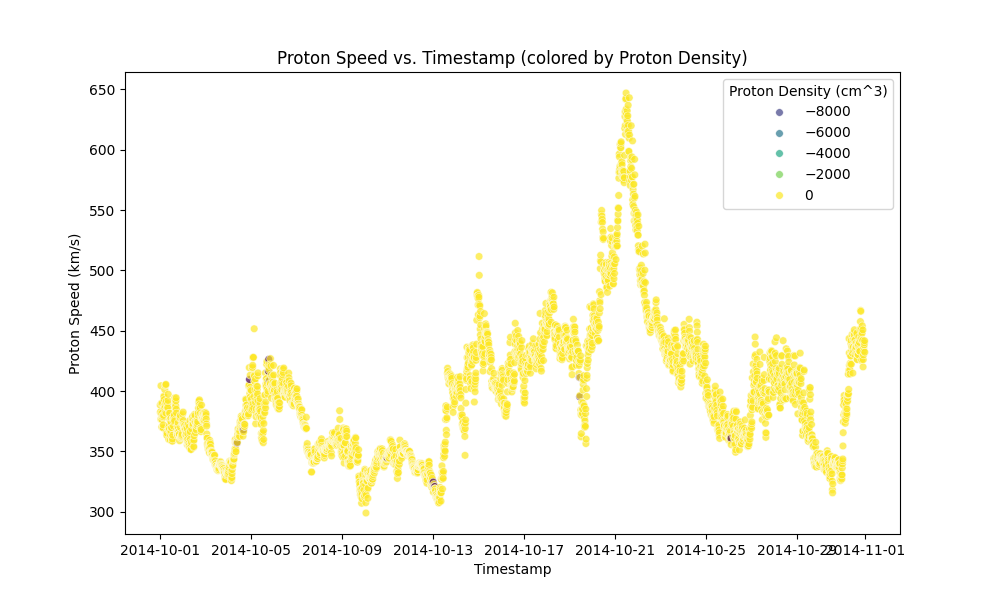 Proton Speed vs. Timestamp (colored by Proton Density)
Proton Density (cm^3)
−8000
−6000
−4000
−2000
0
650
600
550
500
450
400
350
300
Proton Speed (km/s)
2014-10-01 2014-10-05 2014-10-09 2014-10-13 2014-10-17 2014-10-21 2014-10-25 2014-10-29 2014-11-01
Timestamp